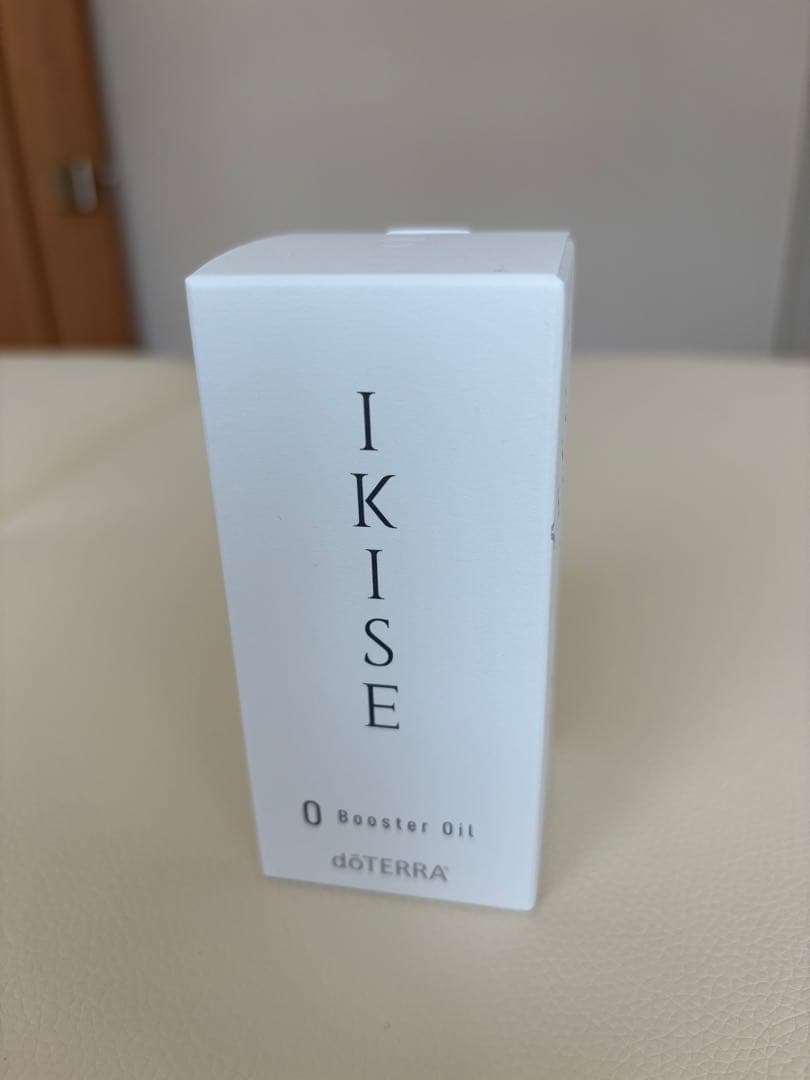 IKISE
0 Booster Oil
dōTERRA®